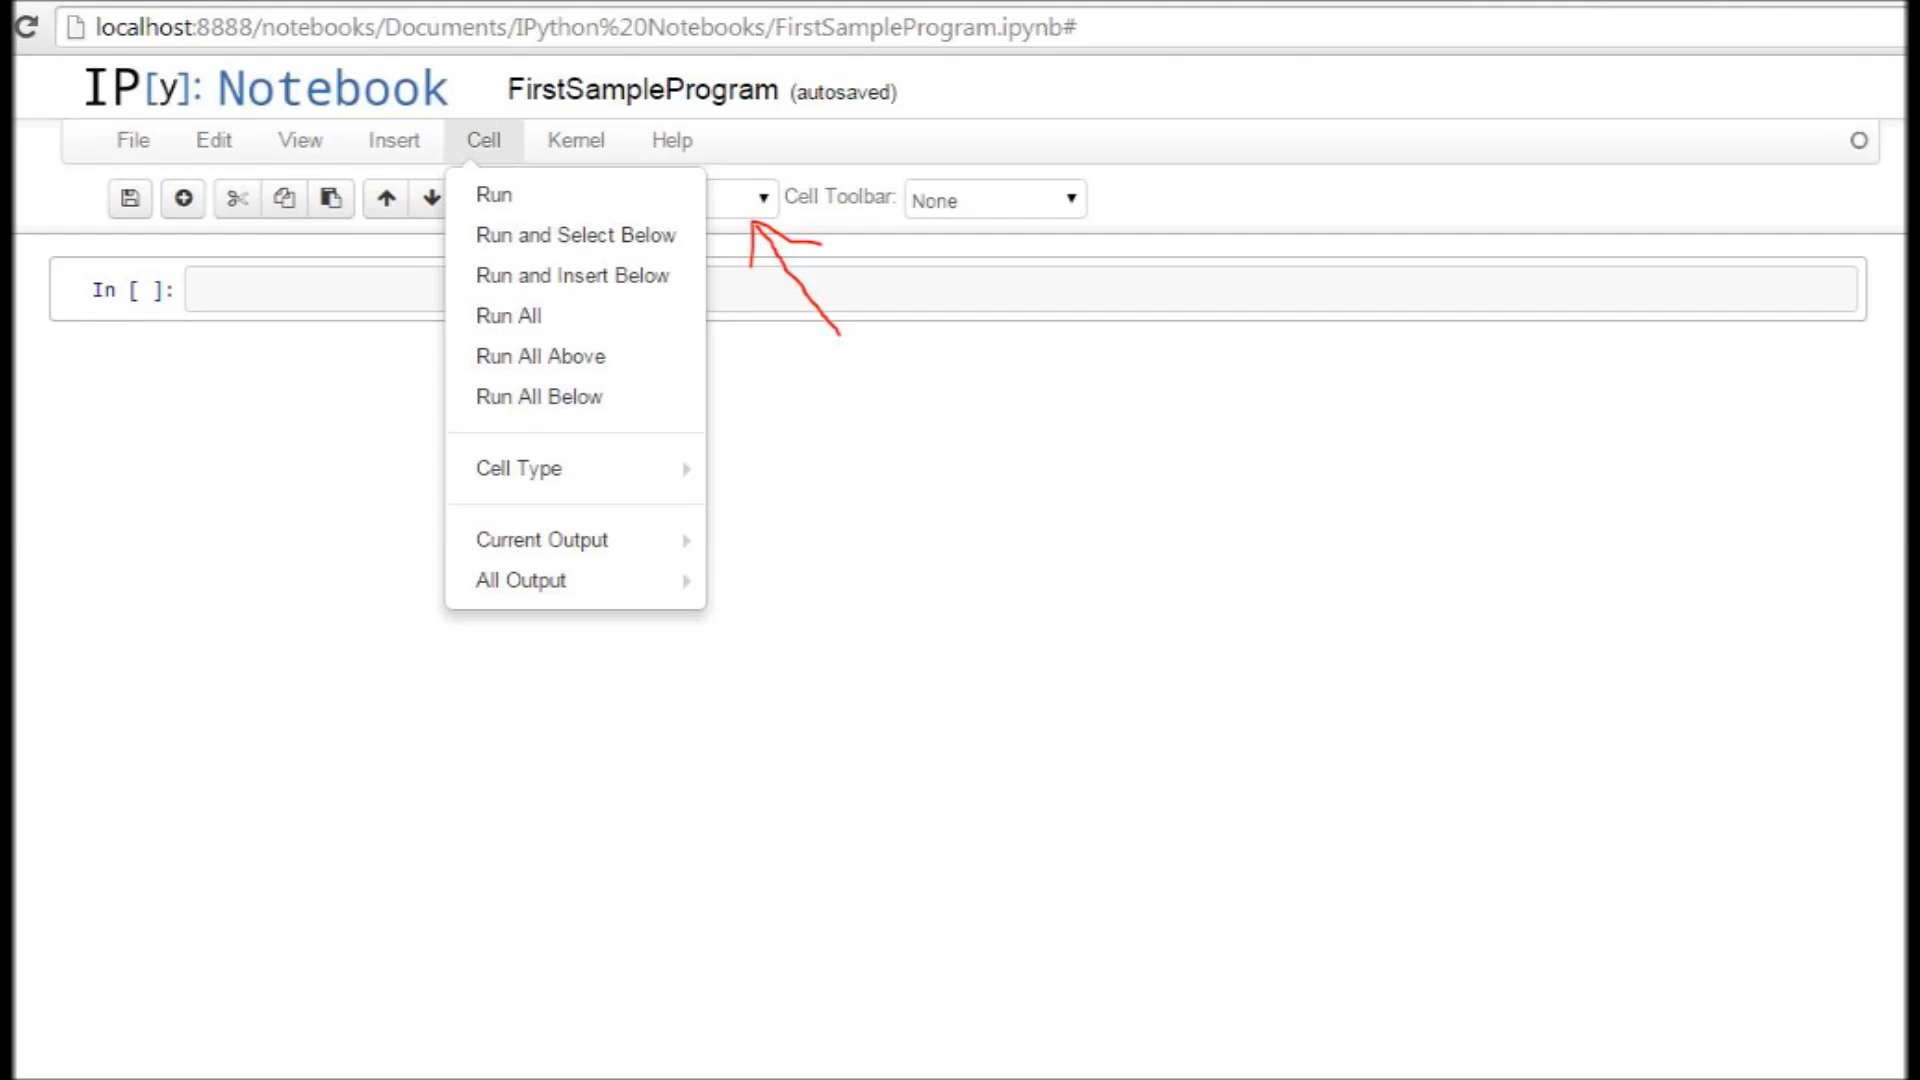 localhost:8888/notebooks/Documents/IPython%20Notebooks/FirstSampleProgram.ipynb#
IP[y]: Notebook FirstSampleProgram (autosaved)
File Edit View Insert Cell Kernel Help
Cell Toolbar: None
Run
Run and Select Below
Run and Insert Below
Run All
Run All Above
Run All Below
Cell Type
Current Output
All Output
In [ ]: